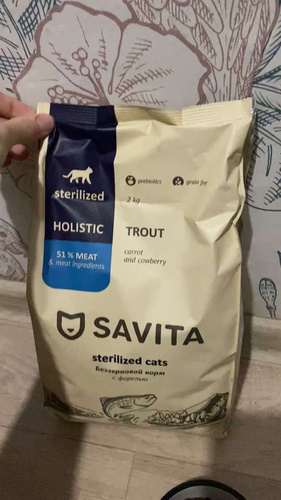 sterilized
prebiotics
grain free
2 kg
HOLISTIC
TROUT
51 % MEAT
& meat ingredients
carrot
and cowberry
SAVITA
sterilized cats
Беззерновой корм
с форелью